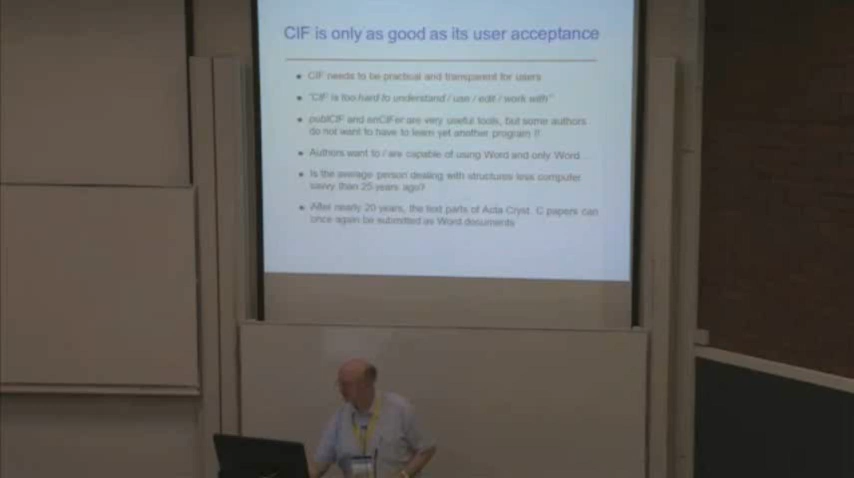 CIF is only as good as its user acceptance
• CIF needs to be practical and transparent for users
• "CIF is too hard to understand / use / edit / work with"
• publCIF and enCIFer are very useful tools, but some authors
do not want to have to learn yet another program !!
• Authors want to / are capable of using Word and only Word...
• Is the average person dealing with structures less computer
savvy than 25 years ago?
• After nearly 20 years, the text parts of Acta Cryst. C papers can
once again be submitted as Word documents